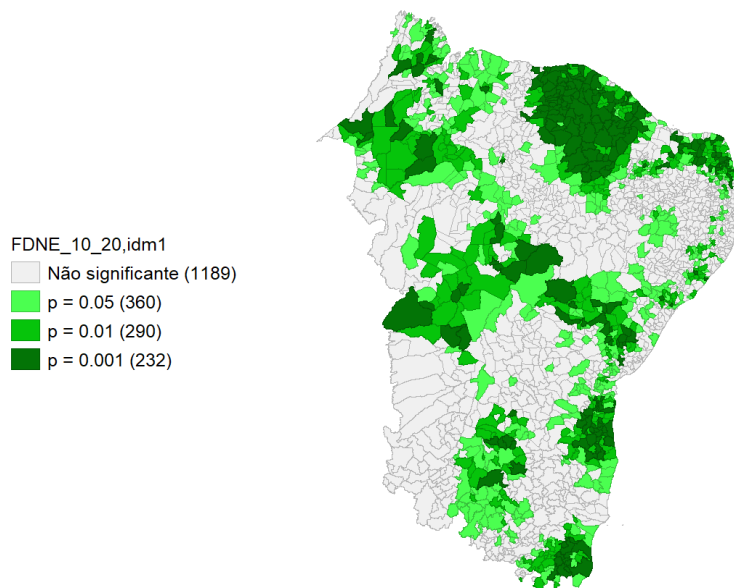 FDNE_10_20,idm1
Não significante (1189)
p = 0.05 (360)
p = 0.01 (290)
p = 0.001 (232)